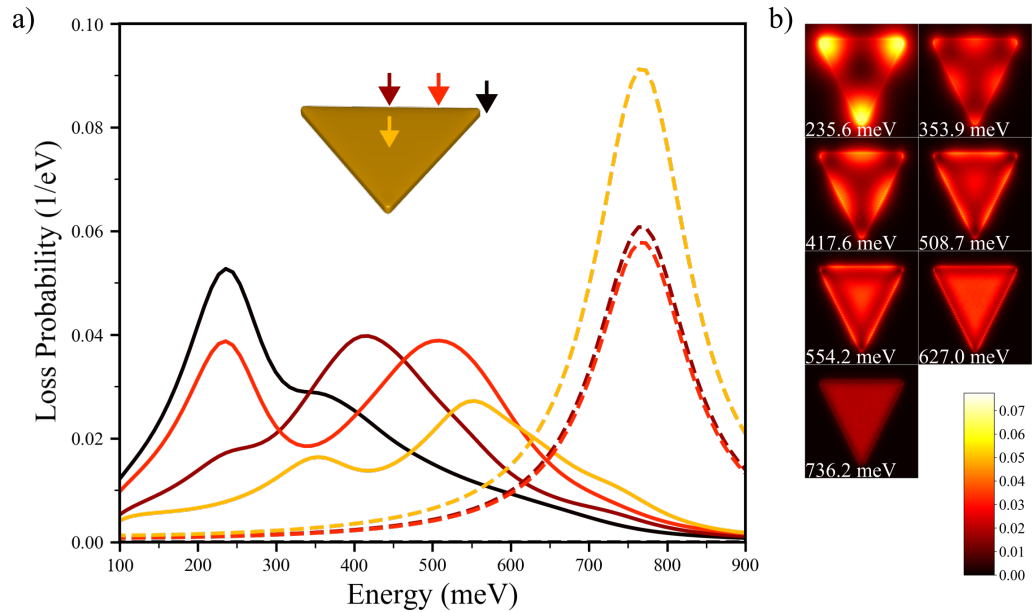 a)
b)
0.10
0.08
0.06
0.04
0.02
0.00
Loss Probability (1/eV)
100 200 300 400 500 600 700 800 900
Energy (meV)
235.6 meV 353.9 meV
417.6 meV 508.7 meV
554.2 meV 627.0 meV
736.2 meV
0.07
0.06
0.05
0.04
0.03
0.02
0.01
0.00